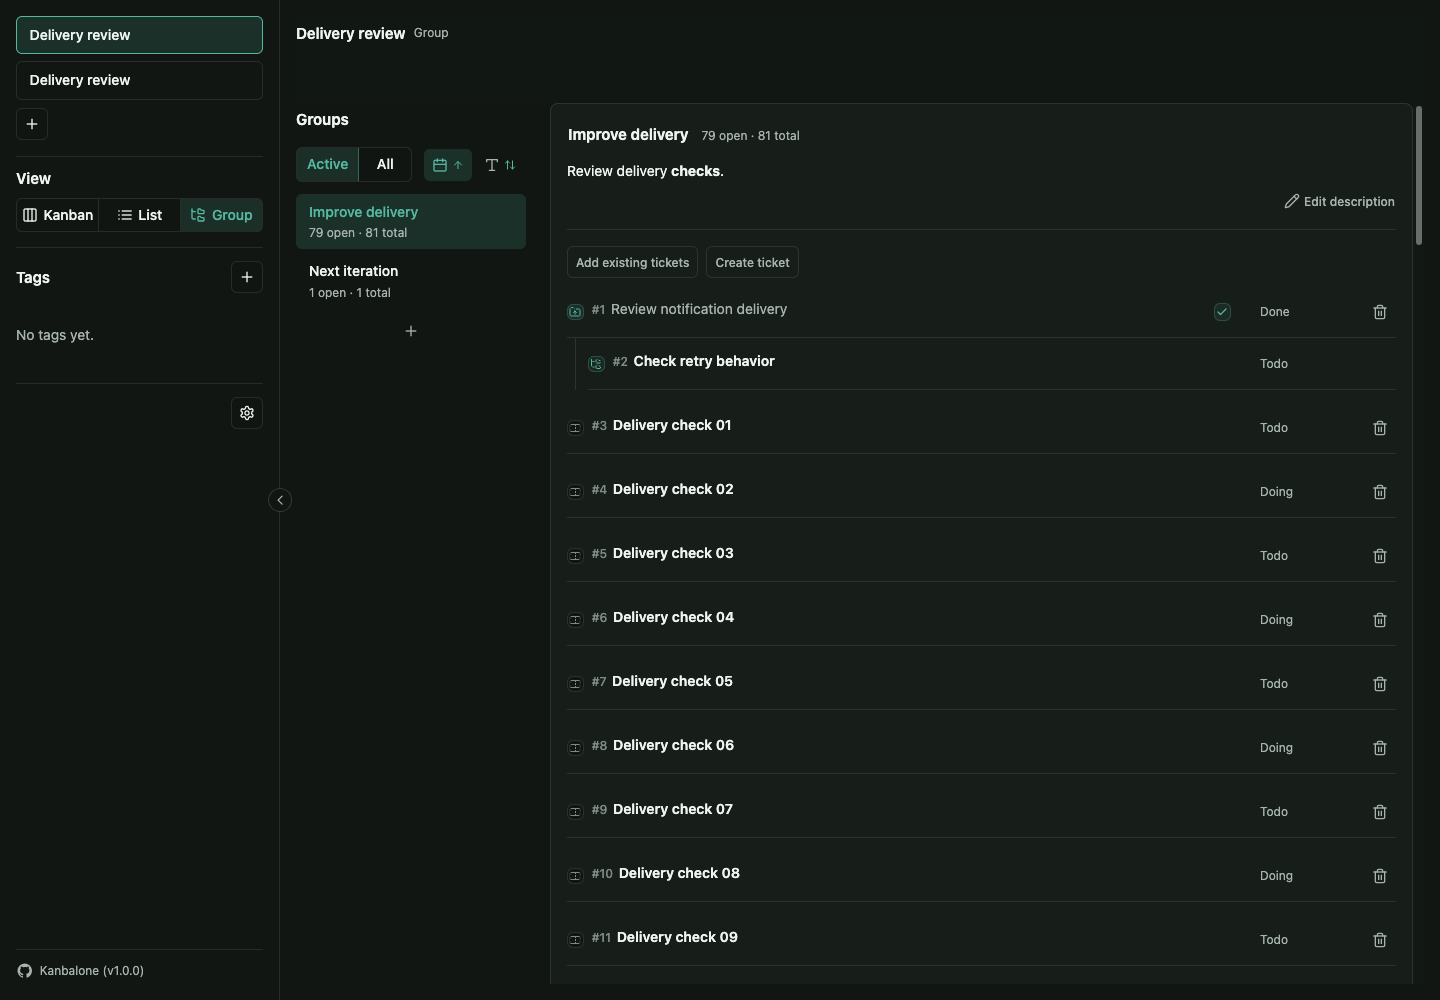 Delivery review
Delivery review
View
Kanban
List
Group
Tags
No tags yet.
Kanbalone (v1.0.0)
Delivery review Group
Groups
Active
All
Improve delivery
79 open · 81 total
Next iteration
1 open · 1 total
Improve delivery 79 open · 81 total
Review delivery checks.
Edit description
Add existing tickets
Create ticket
#1 Review notification delivery Done
#2 Check retry behavior Todo
#3 Delivery check 01 Todo
#4 Delivery check 02 Doing
#5 Delivery check 03 Todo
#6 Delivery check 04 Doing
#7 Delivery check 05 Todo
#8 Delivery check 06 Doing
#9 Delivery check 07 Todo
#10 Delivery check 08 Doing
#11 Delivery check 09 Todo